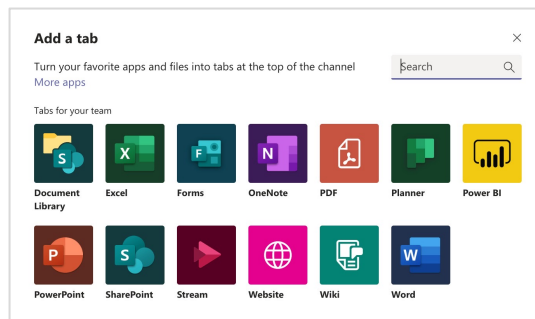 Add a tab
Turn your favorite apps and files into tabs at the top of the channel
More apps
Search
Tabs for your team
S
X
F
N
Document
Library
Excel
Forms
OneNote
PDF
Planner
Power BI
P
S
W
PowerPoint
SharePoint
Stream
Website
Wiki
Word